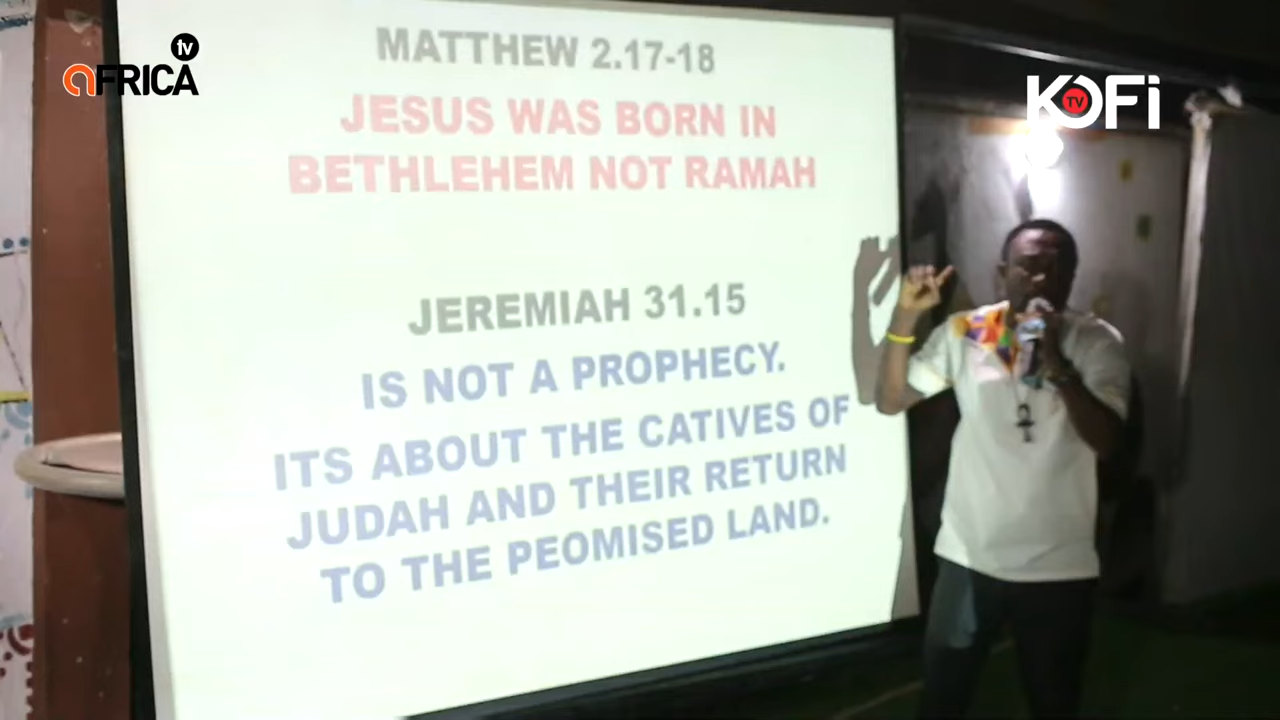 tv
aFRICA
KOFi
TV
MATTHEW 2.17-18
JESUS WAS BORN IN
BETHLEHEM NOT RAMAH
JEREMIAH 31.15
IS NOT A PROPHECY.
ITS ABOUT THE CATIVES OF
JUDAH AND THEIR RETURN
TO THE PEOMISED LAND.